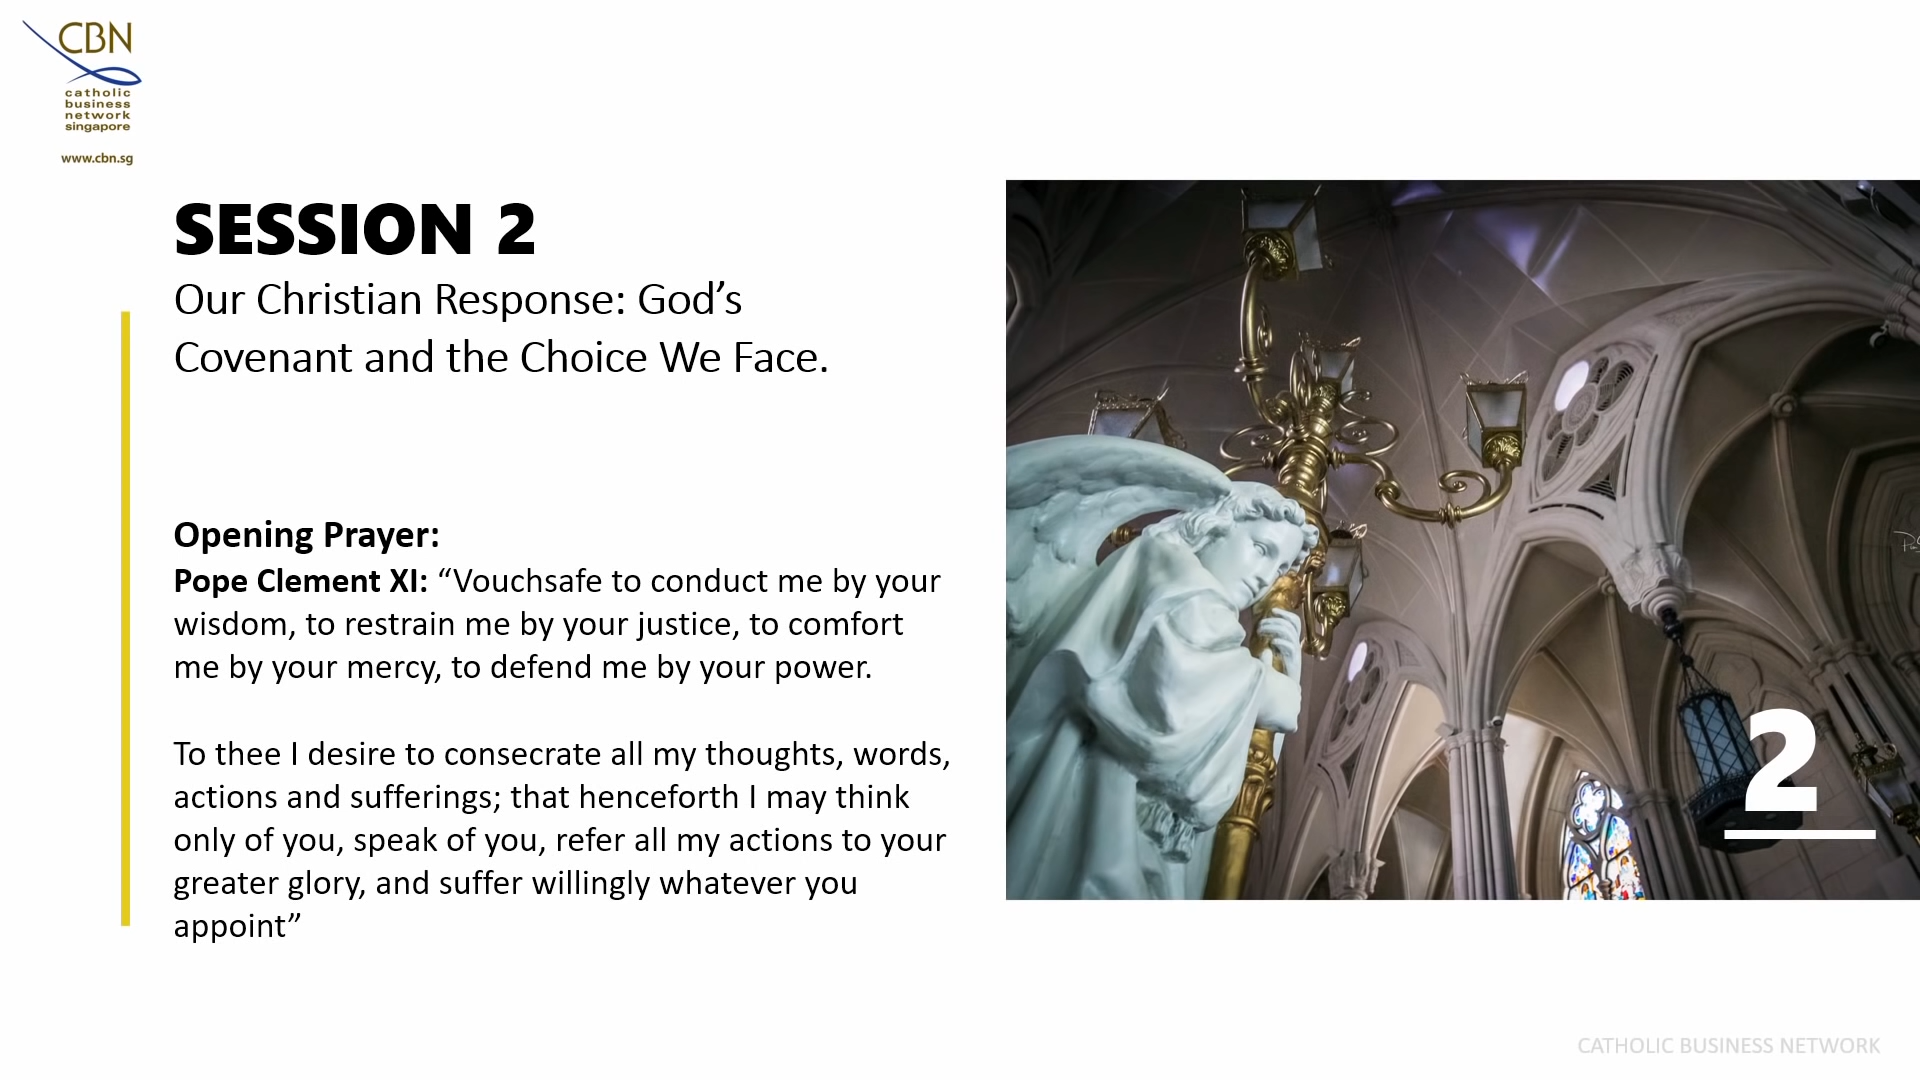 CBN
catholic
business
network
singapore
www.cbn.sg
SESSION 2
Our Christian Response: God’s
Covenant and the Choice We Face.
Opening Prayer:
Pope Clement XI: “Vouchsafe to conduct me by your
wisdom, to restrain me by your justice, to comfort
me by your mercy, to defend me by your power.
To thee I desire to consecrate all my thoughts, words,
actions and sufferings; that henceforth I may think
only of you, speak of you, refer all my actions to your
greater glory, and suffer willingly whatever you
appoint”
2
CATHOLIC BUSINESS NETWORK